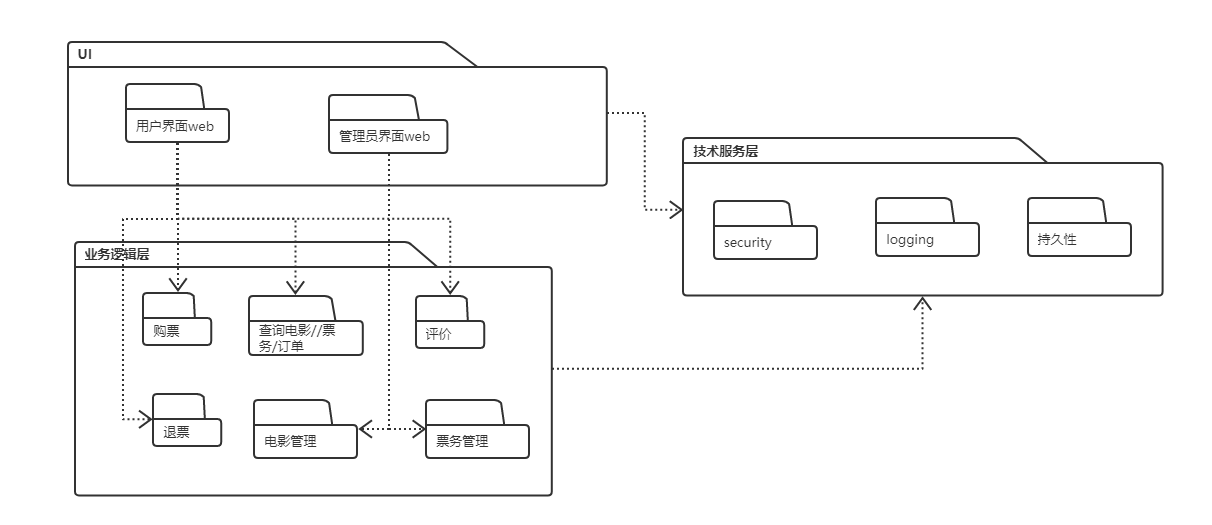 UI
用户界面web
管理员界面web
技术服务层
security
logging
持久性
业务逻辑层
购票
查询电影//票
务/订单
评价
退票
电影管理
票务管理